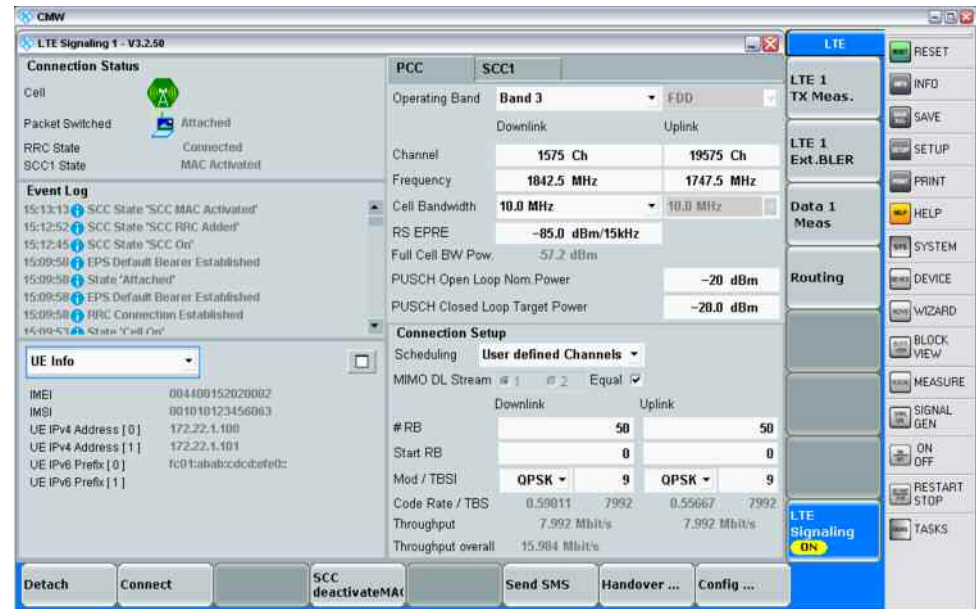 CMW
LTE Signaling 1 - V3.2.50
Connection Status
Cell
Packet Switched Attached
RRC State Connected
SCC1 State MAC Activated
Event Log
15:13:13 SCC State 'SCC MAC Activated'
15:12:52 SCC State 'SCC RRC Added'
15:12:45 SCC State 'SCC On'
15:09:58 EPS Default Bearer Established
15:09:58 State 'Attached'
15:09:58 EPS Default Bearer Established
15:09:58 RRC Connection Established
15:09:53 State 'Cell On'
UE Info
IMEI 004400152020002
IMSI 001010123456063
UE IPv4 Address [0] 172.22.1.100
UE IPv4 Address [1] 172.22.1.101
UE IPv6 Prefix [0] fc01:abab:cdcd:efe0::
UE IPv6 Prefix [1]
PCC SCC1
Operating Band Band 3 FDD
Downlink Uplink
Channel 1575 Ch 19575 Ch
Frequency 1842.5 MHz 1747.5 MHz
Cell Bandwidth 10.0 MHz 10.0 MHz
RS EPRE -85.0 dBm/15kHz
Full Cell BW Pow. -57.2 dBm
PUSCH Open Loop Nom.Power -20 dBm
PUSCH Closed Loop Target Power -20.0 dBm
Connection Setup
Scheduling User defined Channels
MIMO DL Stream 1 2 Equal
Downlink Uplink
# RB 50 50
Start RB 0 0
Mod / TBSI QPSK 9 QPSK 9
Code Rate / TBS 0.59011 7992 0.55667 7992
Throughput 7.992 Mbit/s 7.992 Mbit/s
Throughput overall 15.984 Mbit/s
LTE
LTE 1
TX Meas.
LTE 1
Ext.BLER
Data 1
Meas
Routing
LTE
Signaling
ON
RESET
INFO
SAVE
SETUP
PRINT
HELP
SYSTEM
DEVICE
WIZARD
BLOCK
VIEW
MEASURE
SIGNAL
GEN
ON
OFF
RESTART
STOP
TASKS
Detach
Connect
SCC
deactivateMAC
Send SMS
Handover ...
Config ...